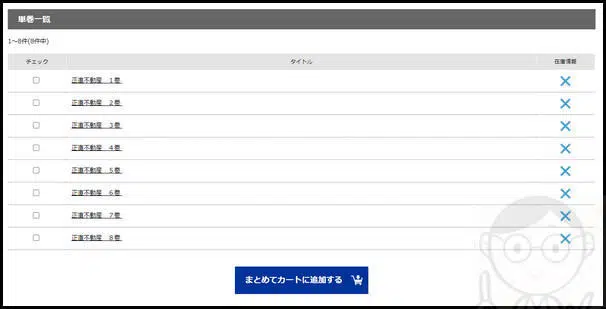 単巻一覧
1～8件(8件中)
チェック タイトル 在庫情報
正直不動産 1巻
正直不動産 2巻
正直不動産 3巻
正直不動産 4巻
正直不動産 5巻
正直不動産 6巻
正直不動産 7巻
正直不動産 8巻
まとめてカートに追加する